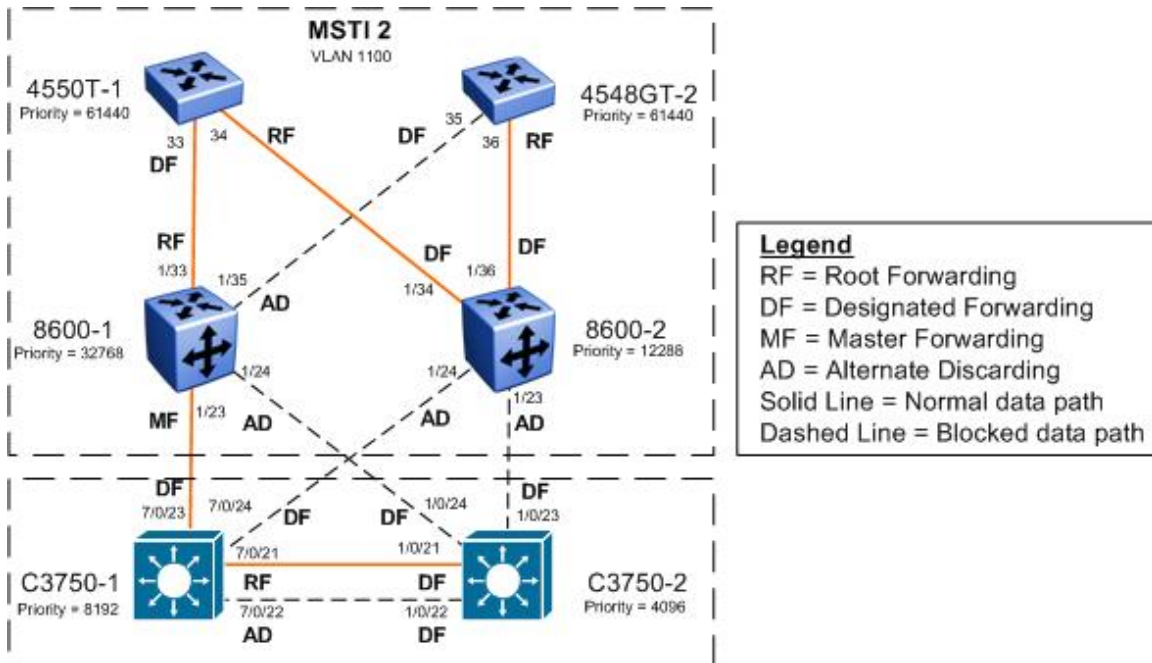 MSTI 2
VLAN 1100
4550T-1
Priority = 61440
4548GT-2
Priority = 61440
33
34
RF
DF
35
DF
36
RF
RF
1/33
1/35
AD
DF
1/34
DF
1/36
8600-1
Priority = 32768
8600-2
Priority = 12288
1/24
1/23
MF
AD
1/24
AD
1/23
AD
DF
7/0/23
7/0/24
DF
DF
1/0/24
DF
1/0/23
C3750-1
Priority = 8192
7/0/21
RF
7/0/22
AD
1/0/21
DF
1/0/22
DF
C3750-2
Priority = 4096
Legend
RF = Root Forwarding
DF = Designated Forwarding
MF = Master Forwarding
AD = Alternate Discarding
Solid Line = Normal data path
Dashed Line = Blocked data path